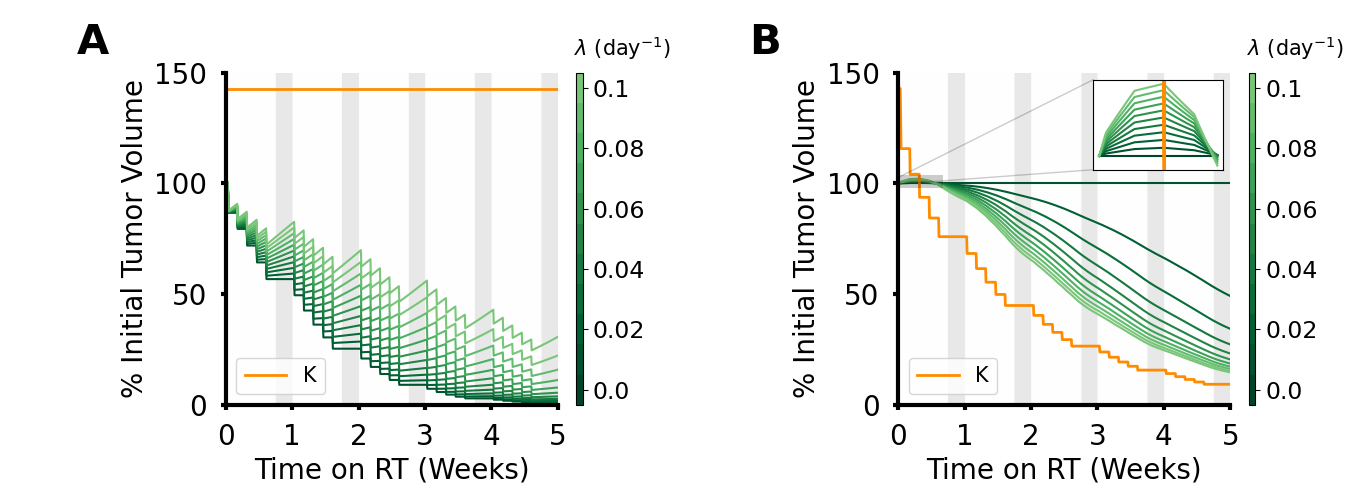 A
λ (day⁻¹)
% Initial Tumor Volume
150
100
50
0
K
0 1 2 3 4 5
Time on RT (Weeks)
0.1
0.08
0.06
0.04
0.02
0.0
B
λ (day⁻¹)
% Initial Tumor Volume
150
100
50
0
K
0 1 2 3 4 5
Time on RT (Weeks)
0.1
0.08
0.06
0.04
0.02
0.0